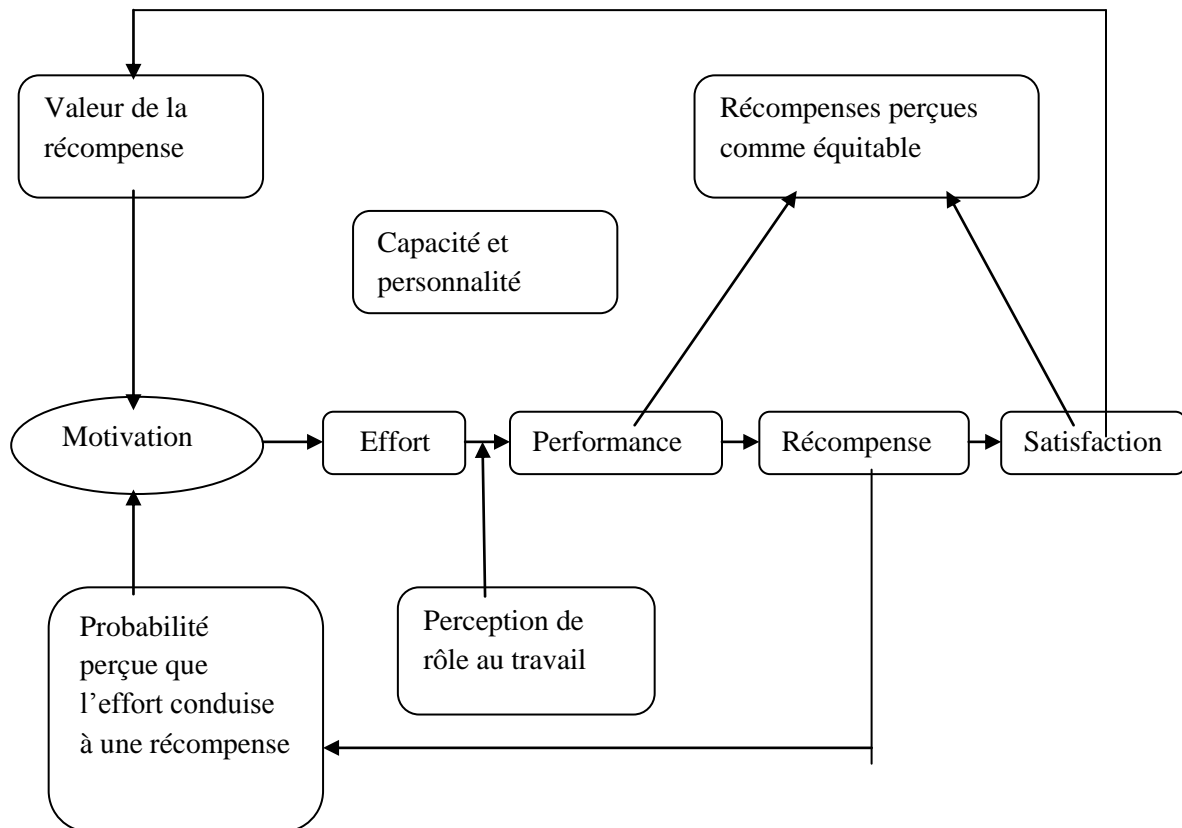 Valeur de la
récompense
Récompenses perçues
comme équitable
Capacité et
personnalité
Motivation
Effort
Performance
Récompense
Satisfaction
Probabilité
perçue que
l’effort conduise
à une récompense
Perception de
rôle au travail